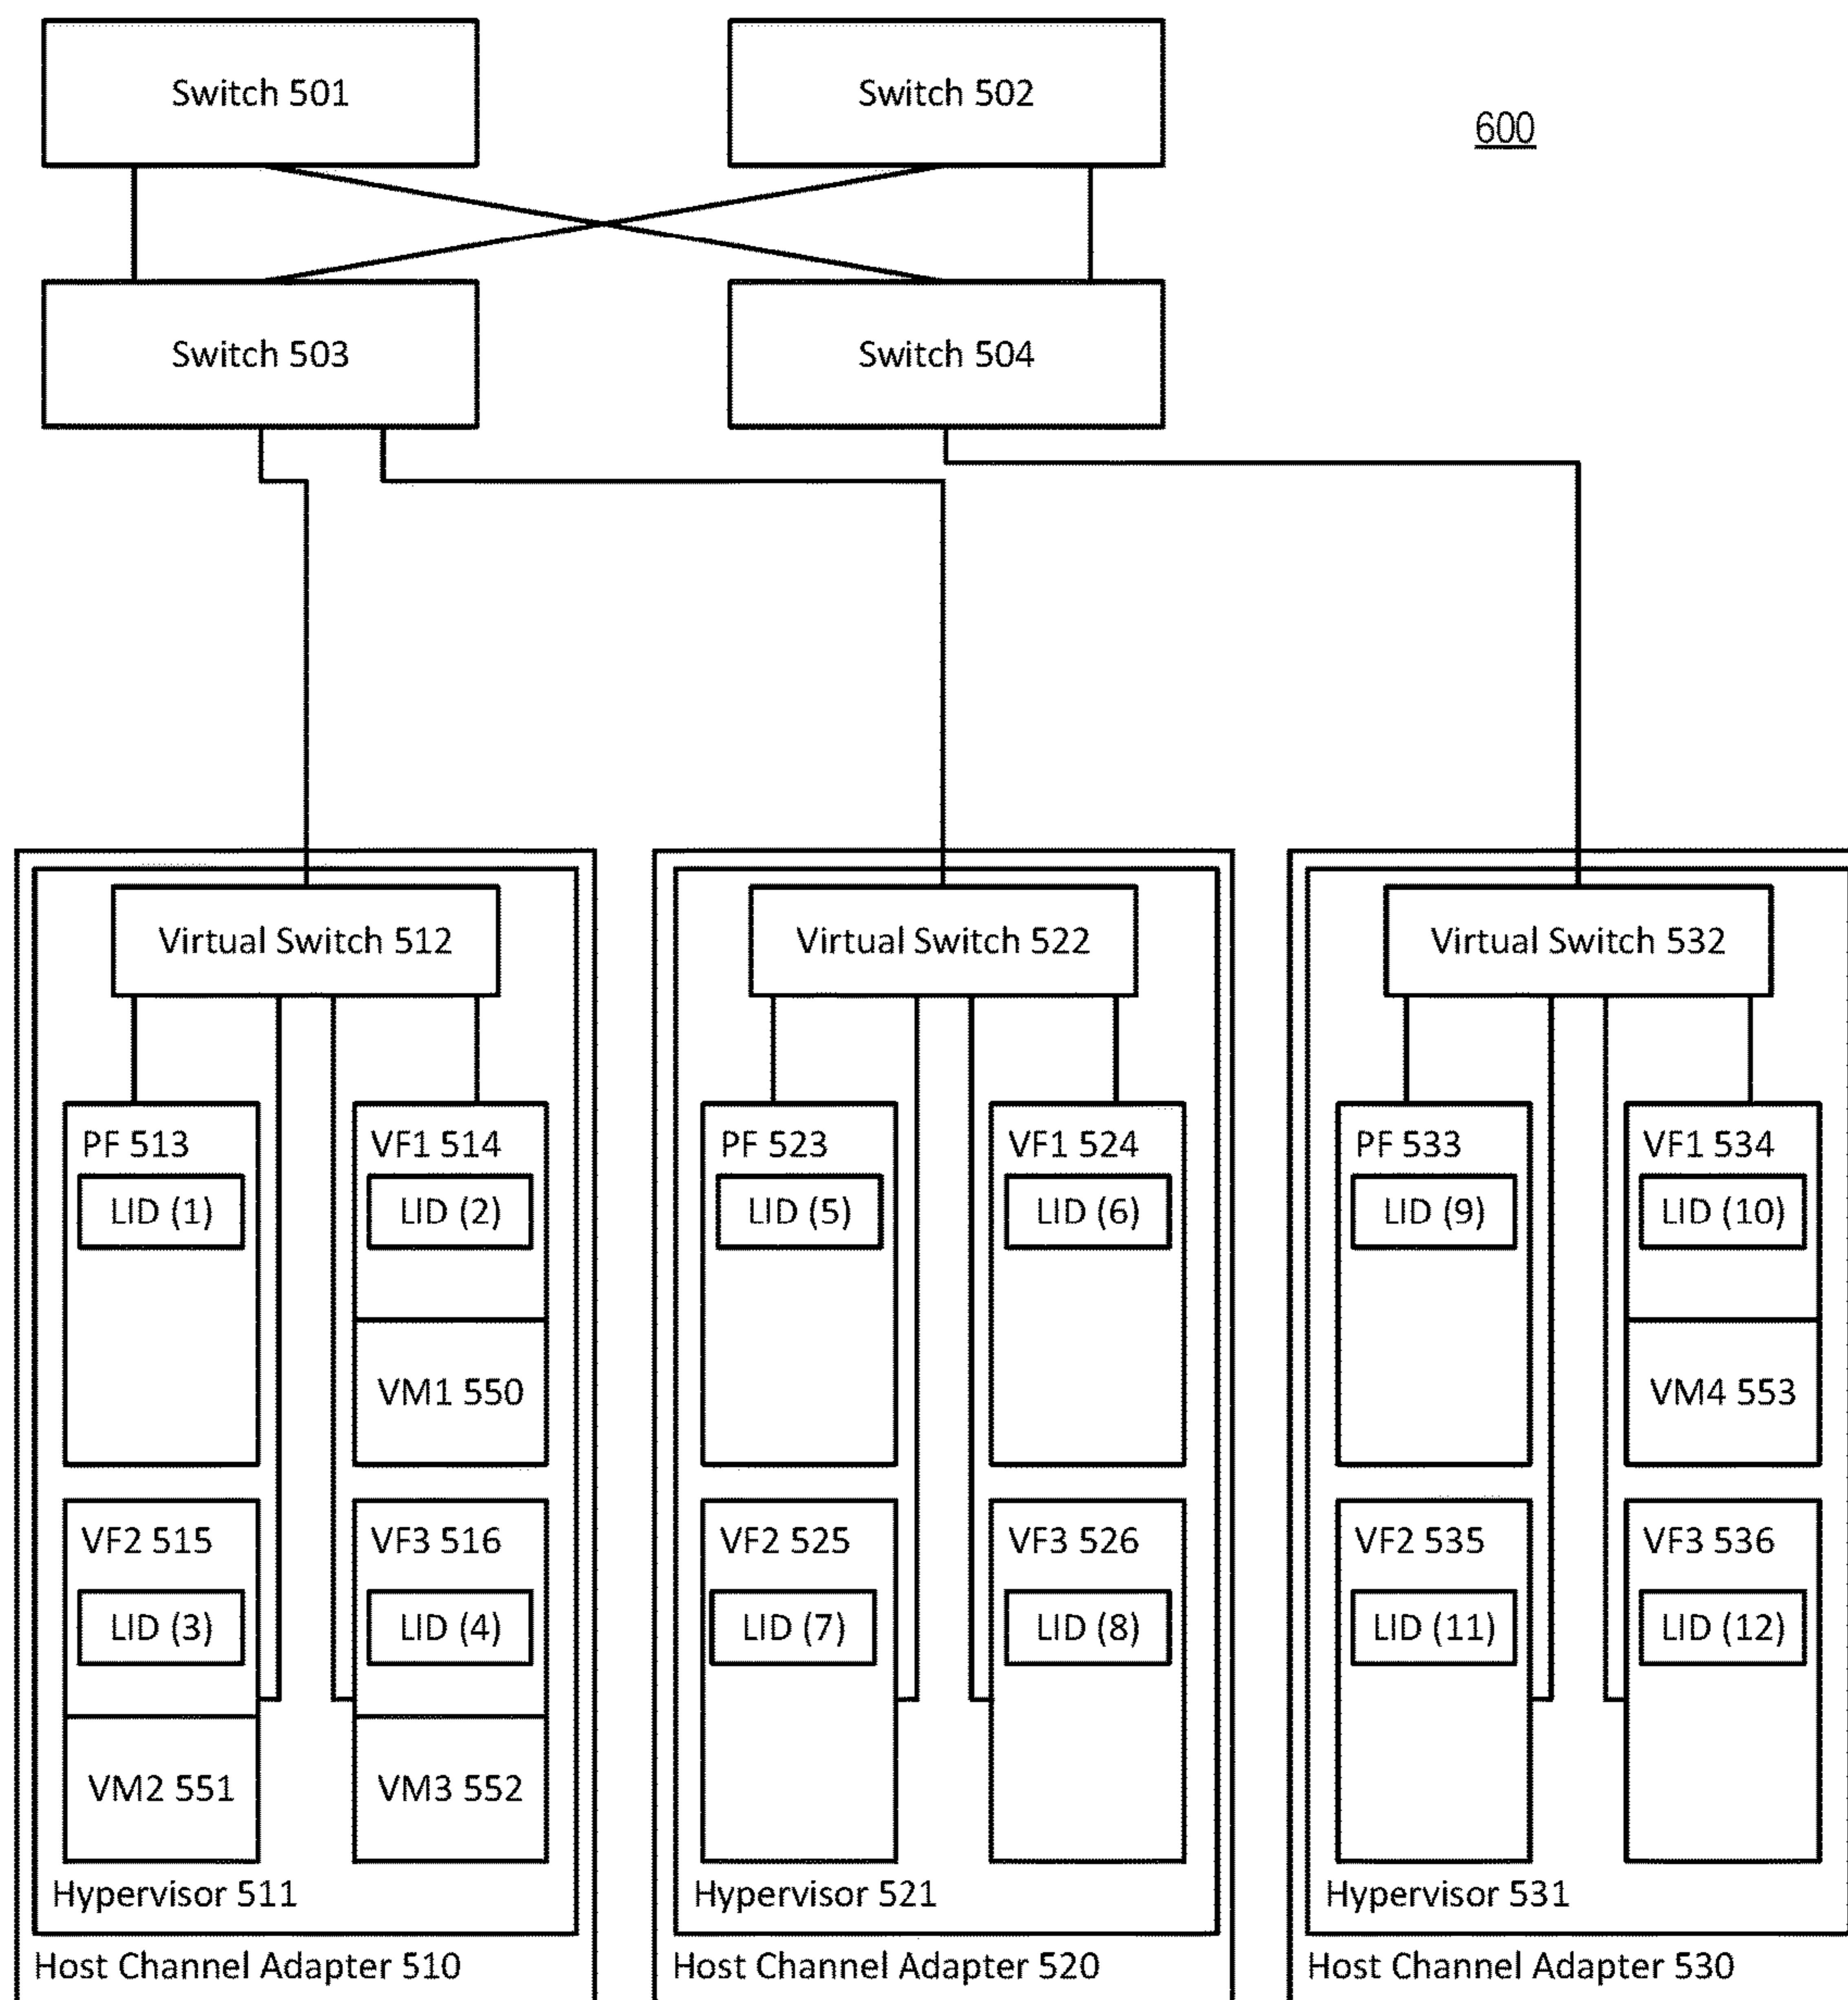 Switch 501
Switch 502
600
Switch 503
Switch 504
Virtual Switch 512
PF 513
LID (1)
VF1 514
LID (2)
VM1 550
VF2 515
LID (3)
VM2 551
VF3 516
LID (4)
VM3 552
Hypervisor 511
Host Channel Adapter 510
Virtual Switch 522
PF 523
LID (5)
VF1 524
LID (6)
VF2 525
LID (7)
VF3 526
LID (8)
Hypervisor 521
Host Channel Adapter 520
Virtual Switch 532
PF 533
LID (9)
VF1 534
LID (10)
VM4 553
VF2 535
LID (11)
VF3 536
LID (12)
Hypervisor 531
Host Channel Adapter 530